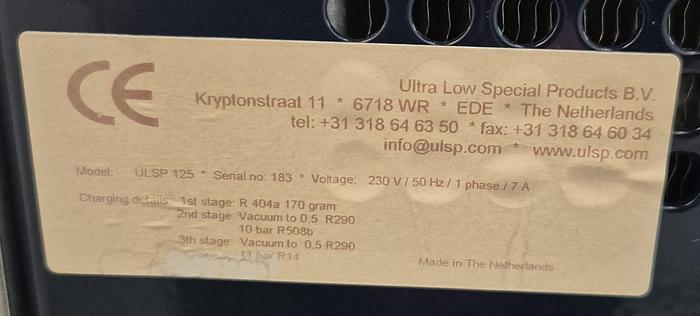 CE
Ultra Low Special Products B.V.
Kryptonstraat 11 * 6718 WR * EDE * The Netherlands
tel: +31 318 64 63 50 * fax: +31 318 64 60 34
info@ulsp.com * www.ulsp.com
Model: ULSP 125 * Serial no: 183 * Voltage: 230 V / 50 Hz / 1 phase / 7 A
Charging details 1st stage: R 404a 170 gram
2nd stage: Vacuum to 0,5 R290
10 bar R508b
3th stage: Vacuum to 0,5 R290
11 bar R14
Made in The Netherlands